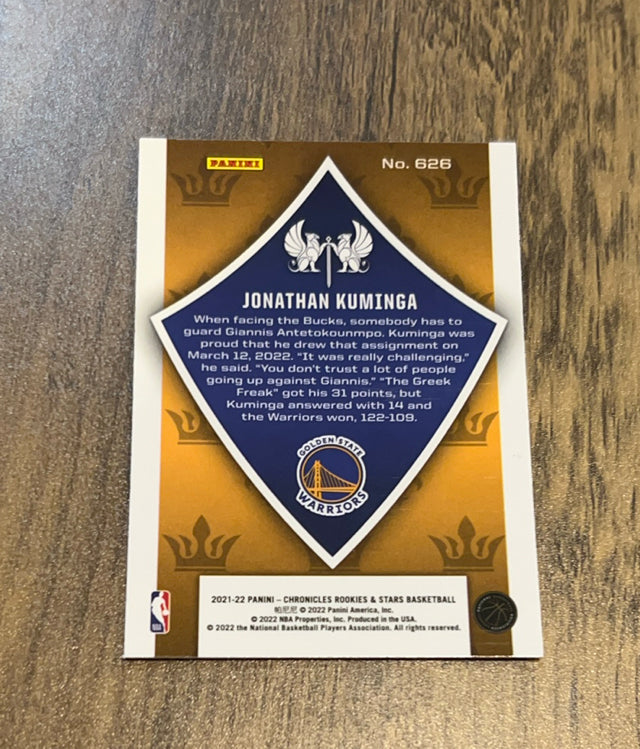 PANINI
No. 626
JONATHAN KUMINGA
When facing the Bucks, somebody has to
guard Giannis Antetokounmpo. Kuminga was
proud that he drew that assignment on
March 12, 2022. "It was really challenging,"
he said. "You don't trust a lot of people
going up against Giannis." "The Greek
Freak" got his 31 points, but
Kuminga answered with 14 and
the Warriors won, 122-109.
GOLDEN STATE
WARRIORS
2021-22 PANINI – CHRONICLES ROOKIES & STARS BASKETBALL
帕尼尼 © 2022 Panini America, Inc.
© 2022 NBA Properties, Inc. Produced in the USA.
© 2022 the National Basketball Players Association. All rights reserved.